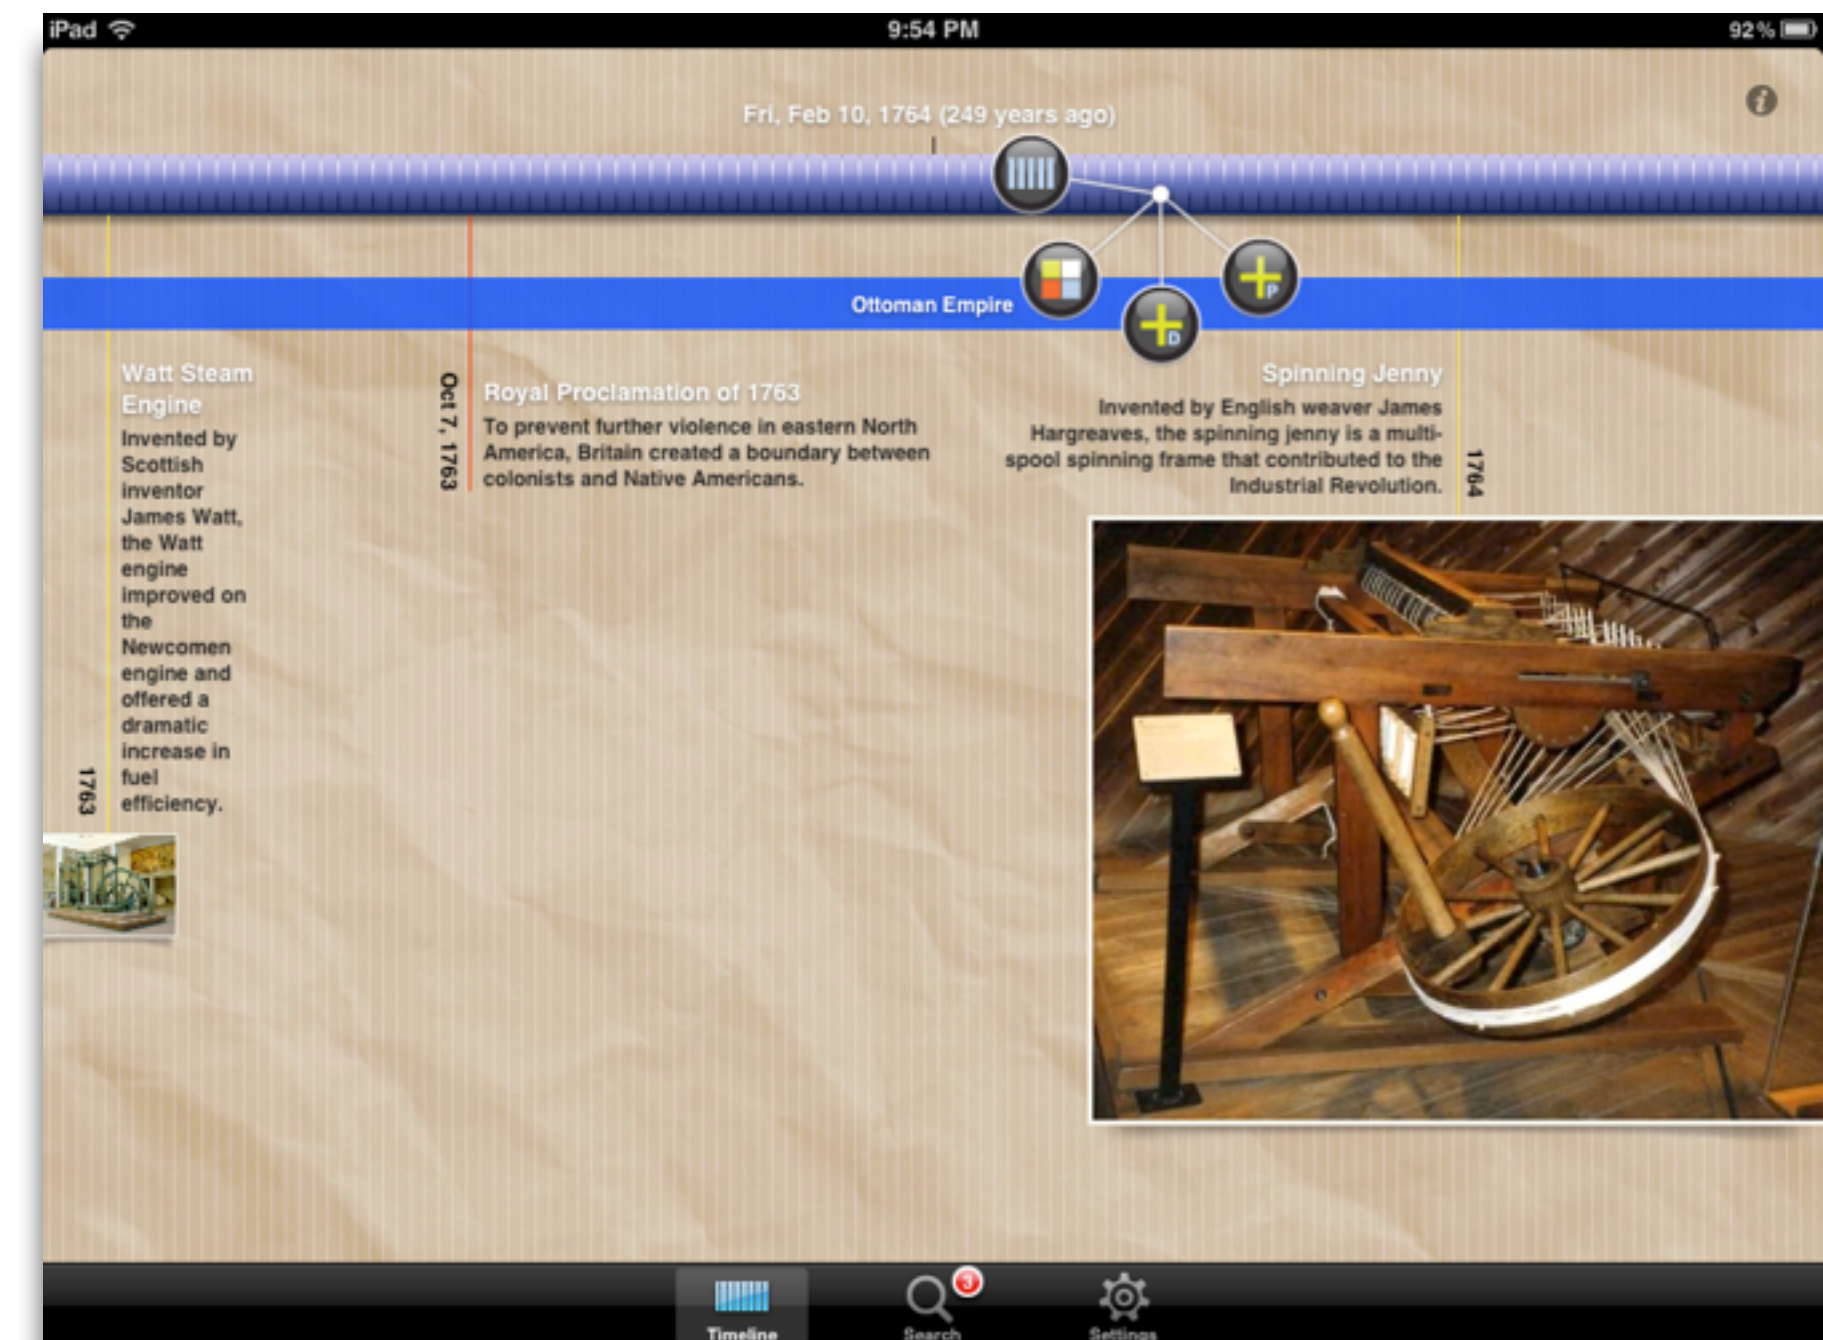 iPad 9:54 PM 92%
Fri, Feb 10, 1764 (249 years ago)
Ottoman Empire
P
D
Watt Steam
Engine
Invented by
Scottish
inventor
James Watt,
the Watt
engine
improved on
the
Newcomen
engine and
offered a
dramatic
increase in
fuel
efficiency.
1763
Oct 7, 1763
Royal Proclamation of 1763
To prevent further violence in eastern North
America, Britain created a boundary between
colonists and Native Americans.
Spinning Jenny
Invented by English weaver James
Hargreaves, the spinning jenny is a multi-
spool spinning frame that contributed to the
Industrial Revolution.
1764
3
Timeline Search Settings